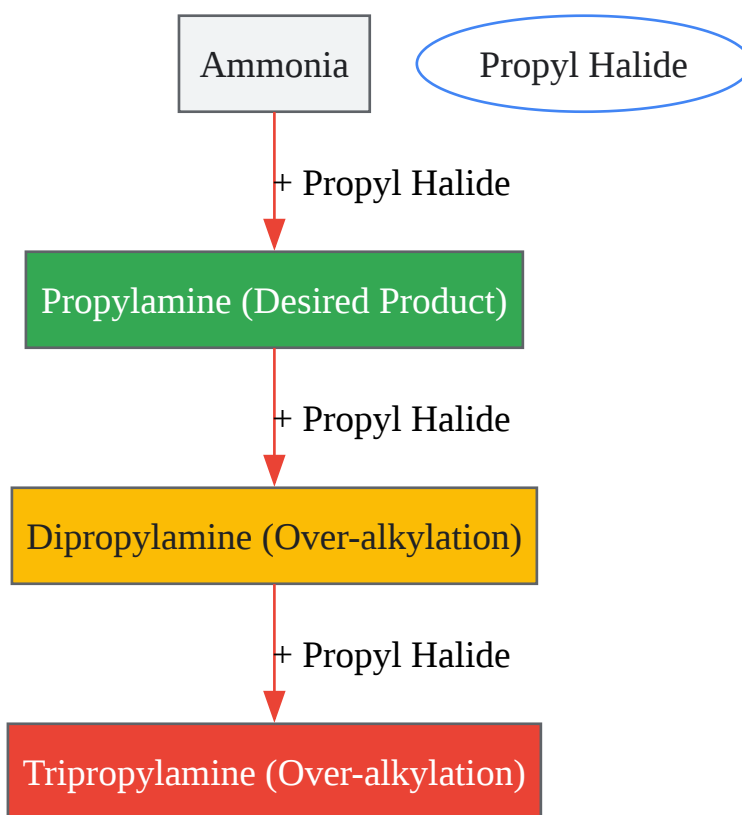 Ammonia
Propyl Halide
+ Propyl Halide
Propylamine (Desired Product)
+ Propyl Halide
Dipropylamine (Over-alkylation)
+ Propyl Halide
Tripropylamine (Over-alkylation)